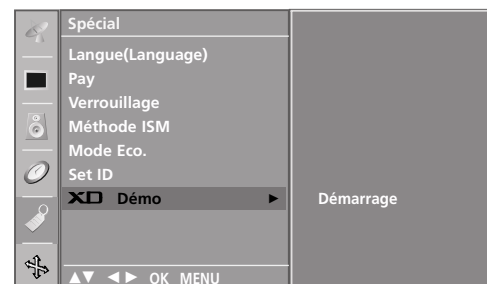 Spécial
Langue(Language)
Pay
Verrouillage
Méthode ISM
Mode Eco.
Set ID
XD Démo ► Démarrage
▲▼ ◄► OK MENU